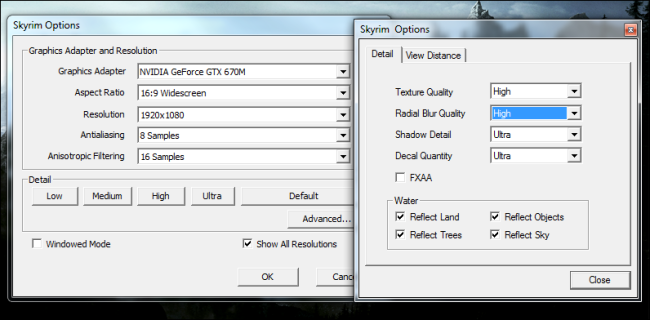 Skyrim Options
Graphics Adapter and Resolution
Graphics Adapter NVIDIA GeForce GTX 670M
Aspect Ratio 16:9 Widescreen
Resolution 1920x1080
Antialiasing 8 Samples
Anisotropic Filtering 16 Samples
Detail
Low Medium High Ultra Default
Advanced...
Windowed Mode Show All Resolutions
OK Cance
Skyrim Options
Detail View Distance
Texture Quality High
Radial Blur Quality High
Shadow Detail Ultra
Decal Quantity Ultra
FXAA
Water
Reflect Land Reflect Objects
Reflect Trees Reflect Sky
Close